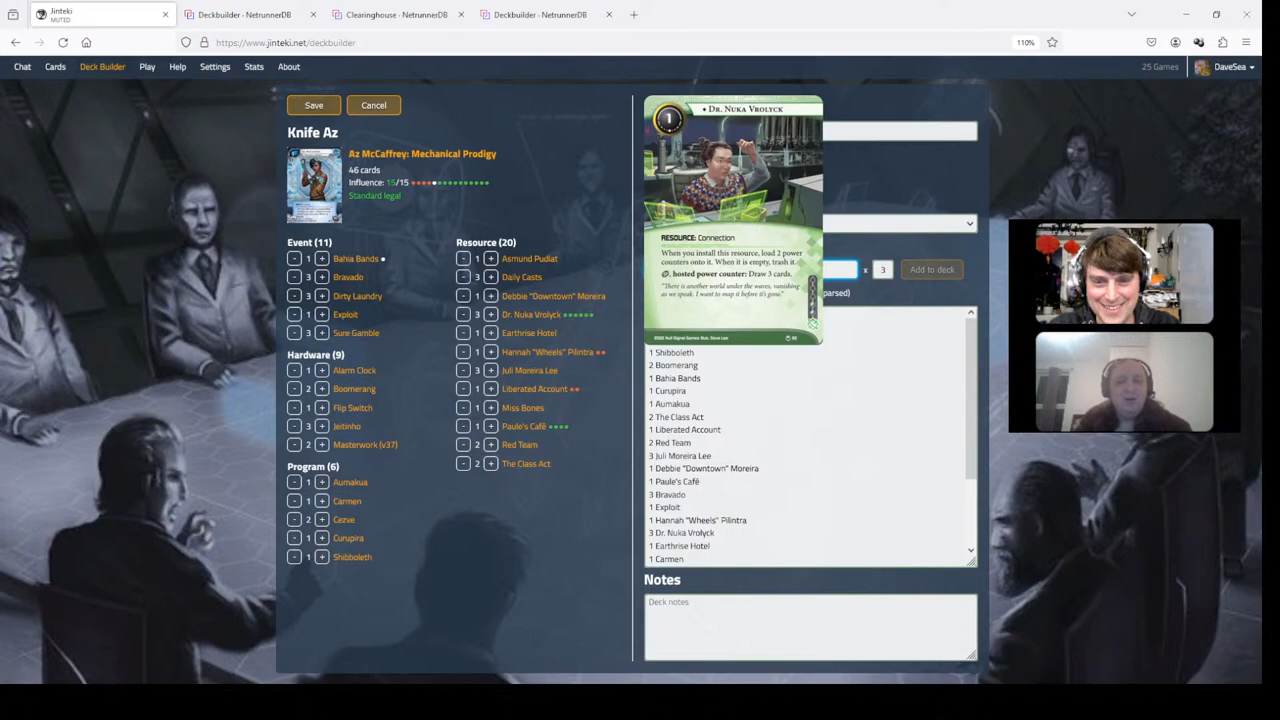 Jinteki
MUTED
Deckbuilder · NetrunnerDB
Clearinghouse · NetrunnerDB
Deckbuilder · NetrunnerDB
https://www.jinteki.net/deckbuilder
110%
Chat Cards Deck Builder Play Help Settings Stats About
25 Games
DaveSea
Save Cancel
Knife Az
Az McCaffrey: Mechanical Prodigy
46 cards
Influence: 15/15
Standard legal
Event (11)
- 1 + Bahia Bands
- 3 + Bravado
- 3 + Dirty Laundry
- 1 + Exploit
- 3 + Sure Gamble
Hardware (9)
- 1 + Alarm Clock
- 2 + Boomerang
- 1 + Flip Switch
- 3 + Jeitinho
- 2 + Masterwork (v37)
Program (6)
- 1 + Aumakua
- 1 + Carmen
- 2 + Cezve
- 1 + Curupira
- 1 + Shibboleth
Resource (20)
- 1 + Asmund Pudlat
- 3 + Daily Casts
- 1 + Debbie "Downtown" Moreira
- 3 + Dr. Nuka Vrolyck
- 1 + Earthrise Hotel
- 1 + Hannah "Wheels" Pilintra
- 3 + Juli Moreira Lee
- 1 + Liberated Account
- 1 + Miss Bones
- 1 + Paule's Café
- 2 + Red Team
- 2 + The Class Act
1
Dr. Nuka Vrolyck
RESOURCE: Connection
When you install this resource, load 2 power
counters onto it. When it is empty, trash it.
, hosted power counter: Draw 3 cards.
"There is another world under the waves, vanishing
as we speak. I want to map it before it's gone."
x 3 Add to deck
parsed)
1 Shibboleth
2 Boomerang
1 Bahia Bands
1 Curupira
1 Aumakua
2 The Class Act
1 Liberated Account
2 Red Team
3 Juli Moreira Lee
1 Debbie "Downtown" Moreira
1 Paule's Café
3 Bravado
1 Exploit
1 Hannah "Wheels" Pilintra
3 Dr. Nuka Vrolyck
1 Earthrise Hotel
1 Carmen
Notes
Deck notes